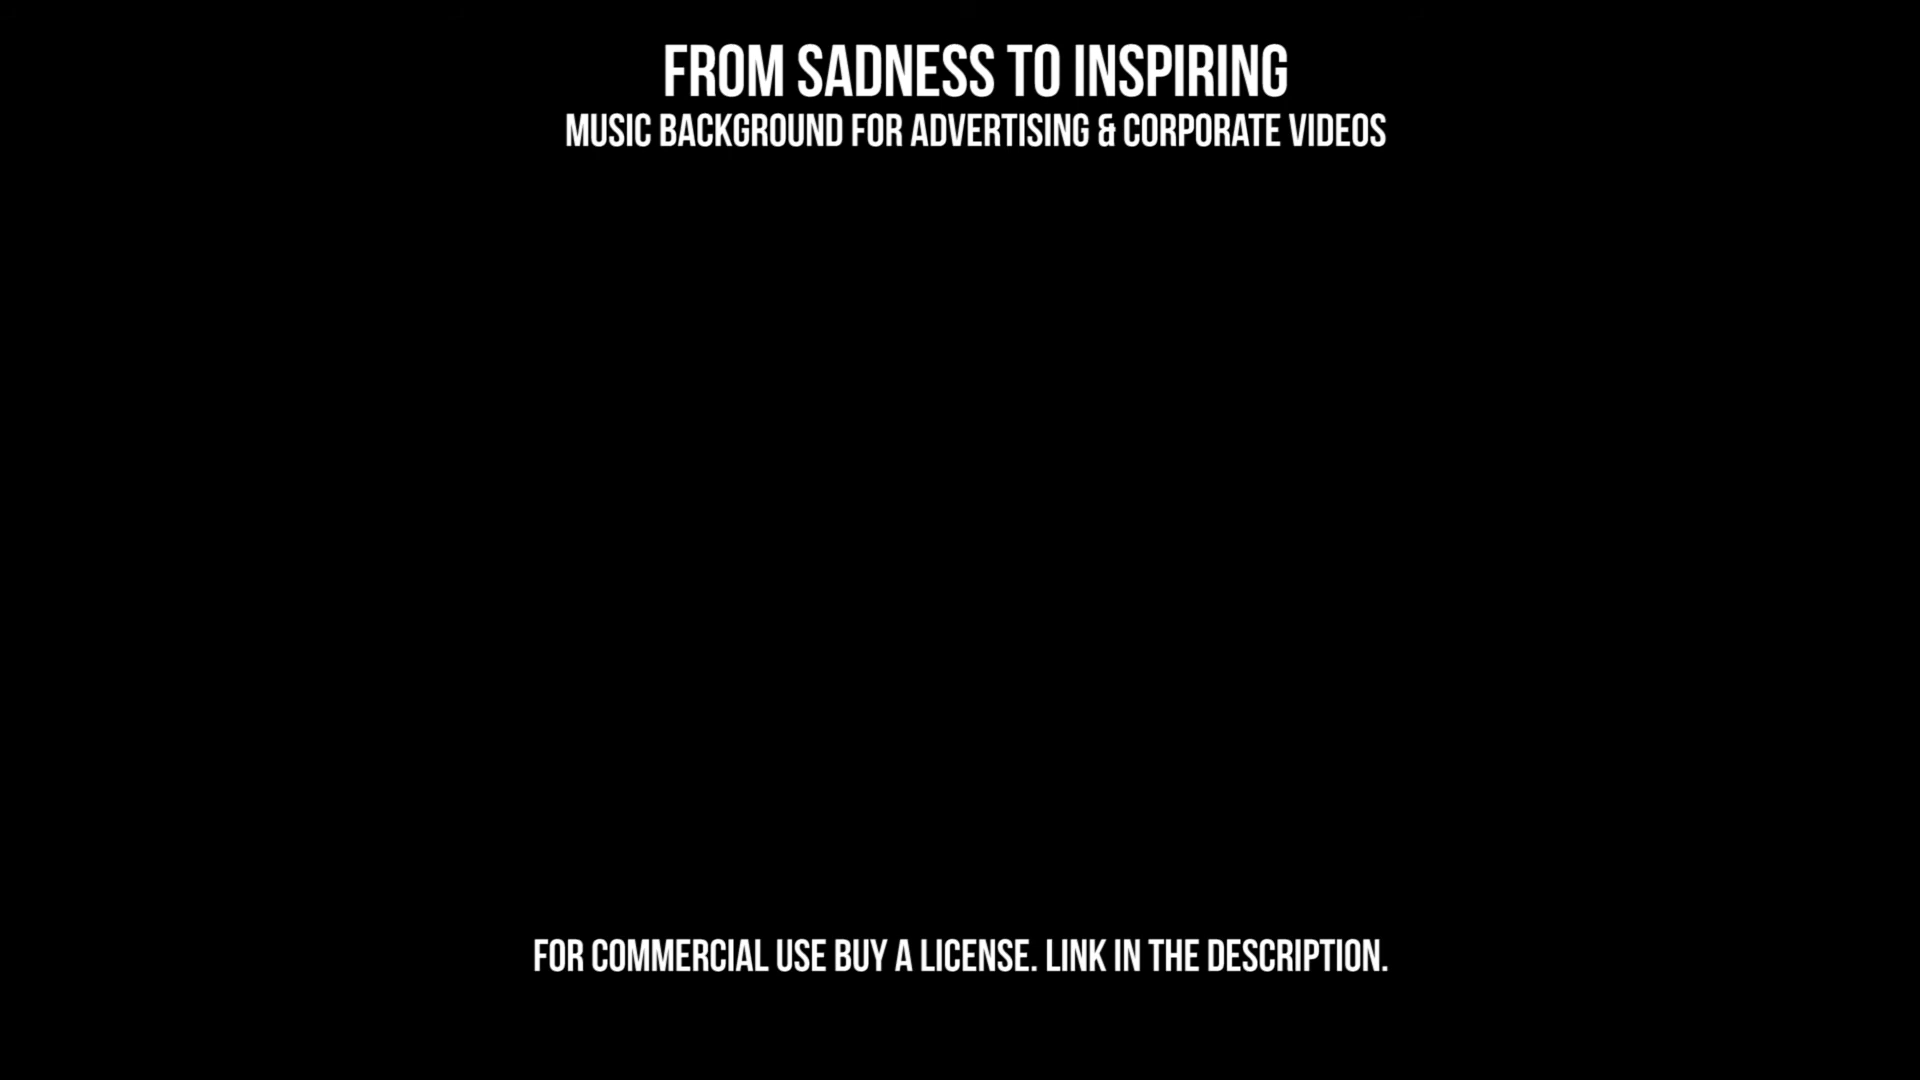 FROM SADNESS TO INSPIRING
MUSIC BACKGROUND FOR ADVERTISING & CORPORATE VIDEOS
FOR COMMERCIAL USE BUY A LICENSE. LINK IN THE DESCRIPTION.